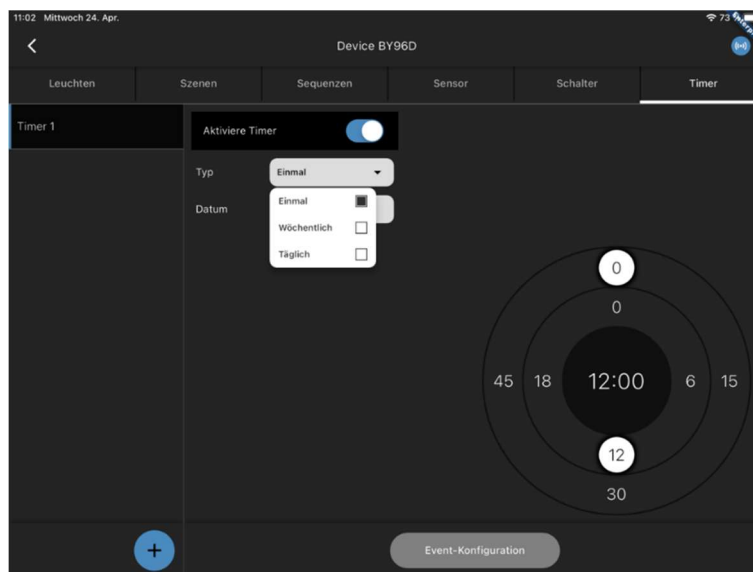 11:02 Mittwoch 24. Apr. 73
Device BY96D
Leuchten Szenen Sequenzen Sensor Schalter Timer
Timer 1
Aktiviere Timer
Typ Einmal
Datum
Einmal
Wöchentlich
Täglich
0
0
45 18 12:00 6 15
12
30
+ Event-Konfiguration